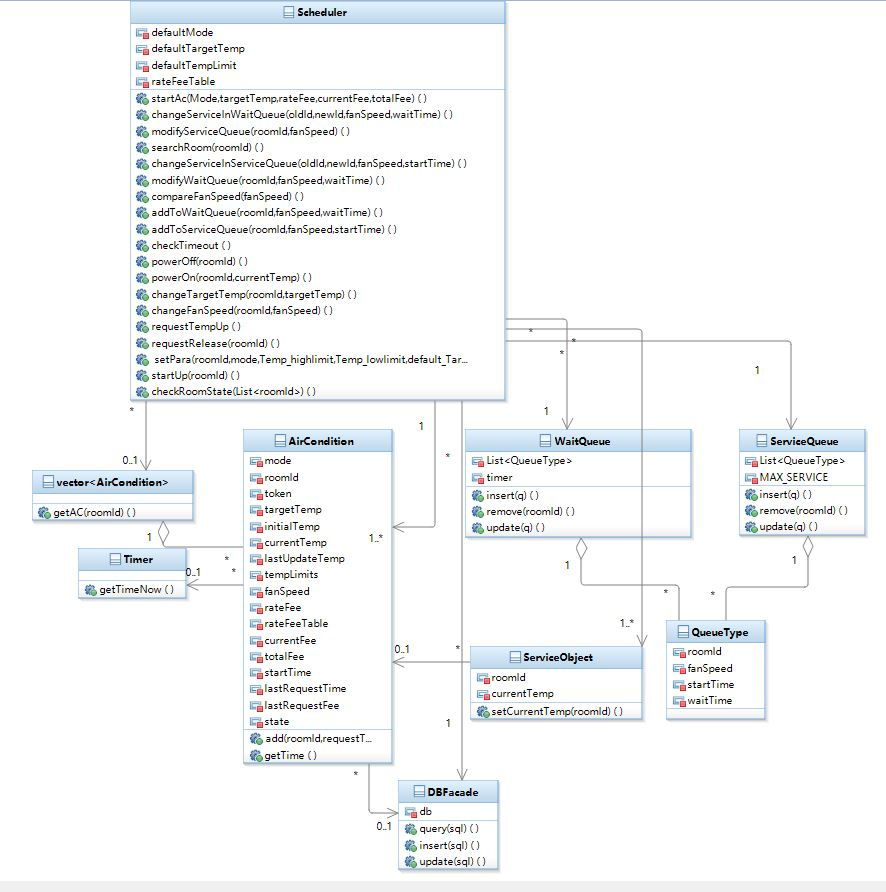 Scheduler
defaultMode
defaultTargetTemp
defaultTempLimit
rateFeeTable
startAc(Mode,targetTemp,rateFee,currentFee,totalFee) ( )
changeServiceInWaitQueue(oldId,newId,fanSpeed,waitTime) ( )
modifyServiceQueue(roomId,fanSpeed) ( )
searchRoom(roomId) ( )
changeServiceInServiceQueue(oldId,newId,fanSpeed,startTime) ( )
modifyWaitQueue(roomId,fanSpeed,waitTime) ( )
compareFanSpeed(fanSpeed) ( )
addToWaitQueue(roomId,fanSpeed,waitTime) ( )
addToServiceQueue(roomId,fanSpeed,startTime) ( )
checkTimeout ( )
powerOff(roomId) ( )
powerOn(roomId,currentTemp) ( )
changeTargetTemp(roomId,targetTemp) ( )
changeFanSpeed(roomId,fanSpeed) ( )
requestTempUp ( )
requestRelease(roomId) ( )
setPara(roomId,mode,Temp_highlimit,Temp_lowlimit,default_Tar...
startUp(roomId) ( )
checkRoomState(List<roomId>) ( )
*
*
*
1
*
0..1
1
*
1
1
vector<AirCondition>
getAC(roomId) ( )
1
*
Timer
getTimeNow ( )
0..1
*
AirCondition
mode
roomId
token
targetTemp
initialTemp
currentTemp
lastUpdateTemp
tempLimits
fanSpeed
rateFee
rateFeeTable
currentFee
totalFee
startTime
lastRequestTime
lastRequestFee
state
add(roomId,requestT...
getTime ( )
1..*
WaitQueue
List<QueueType>
timer
insert(q) ( )
remove(roomId) ( )
update(q) ( )
ServiceQueue
List<QueueType>
MAX_SERVICE
insert(q) ( )
remove(roomId) ( )
update(q) ( )
1
*
1
*
1..*
QueueType
roomId
fanSpeed
startTime
waitTime
0..1
*
ServiceObject
roomId
currentTemp
setCurrentTemp(roomId) ( )
1
*
0..1
DBFacade
db
query(sql) ( )
insert(sql) ( )
update(sql) ( )